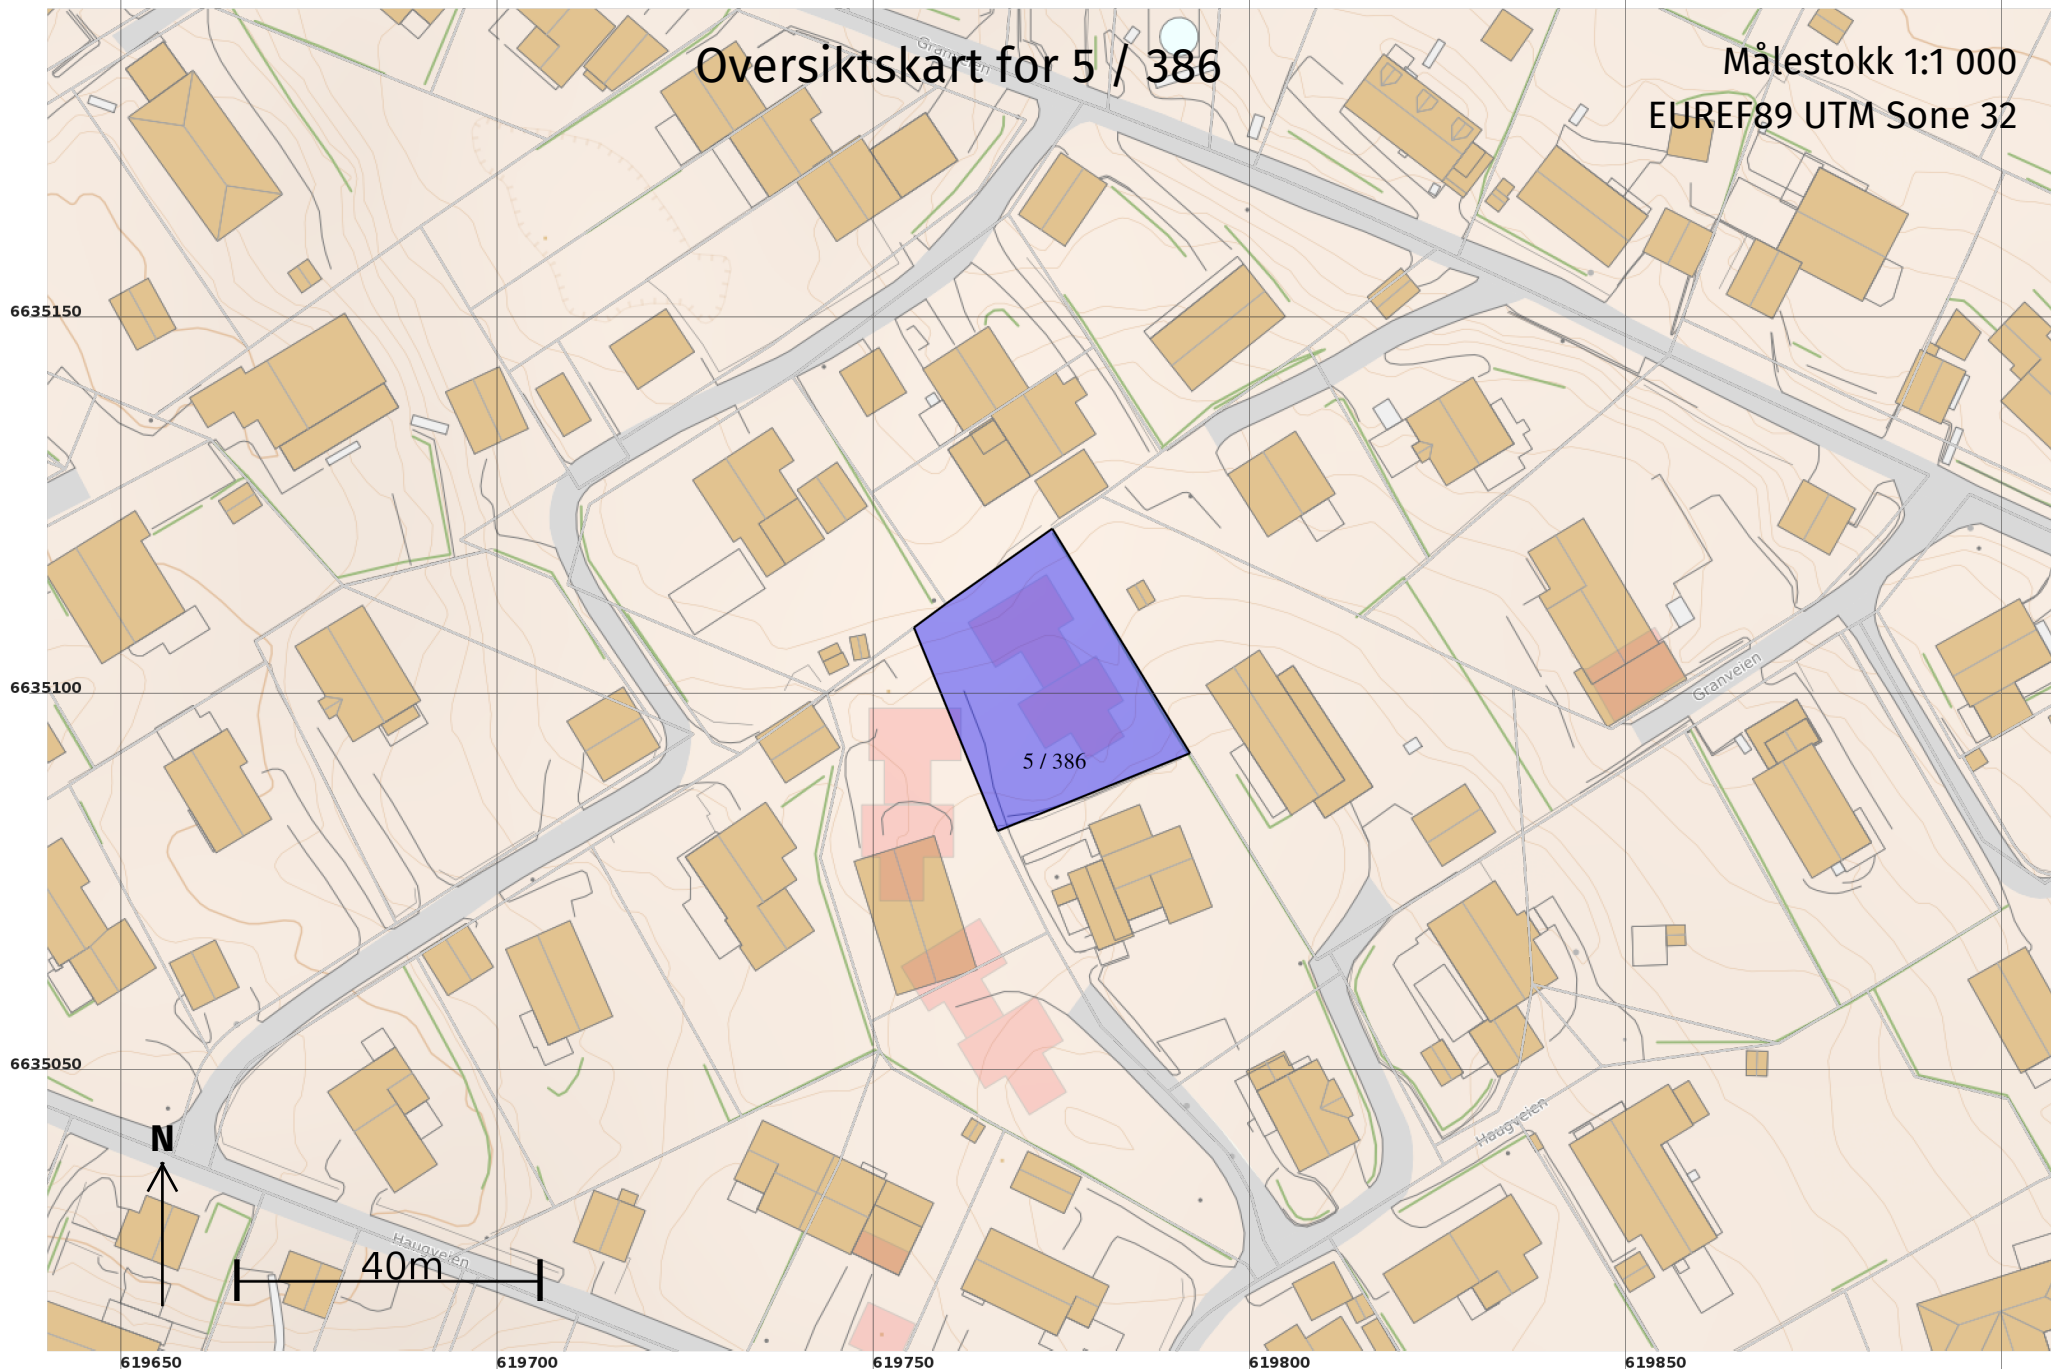 Granveien
Oversiktskart for 5 / 386
Målestokk 1:1 000
EUREF89 UTM Sone 32
6635150
6635100
Granveien
5 / 386
6635050
Haugveien
N
Haugveien
40m
619650
619700
619750
619800
619850